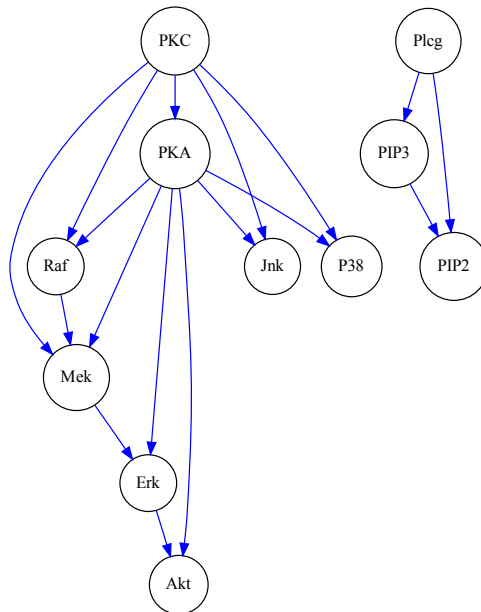 PKC
Plcg
PKA
PIP3
Raf
Jnk
P38
PIP2
Mek
Erk
Akt